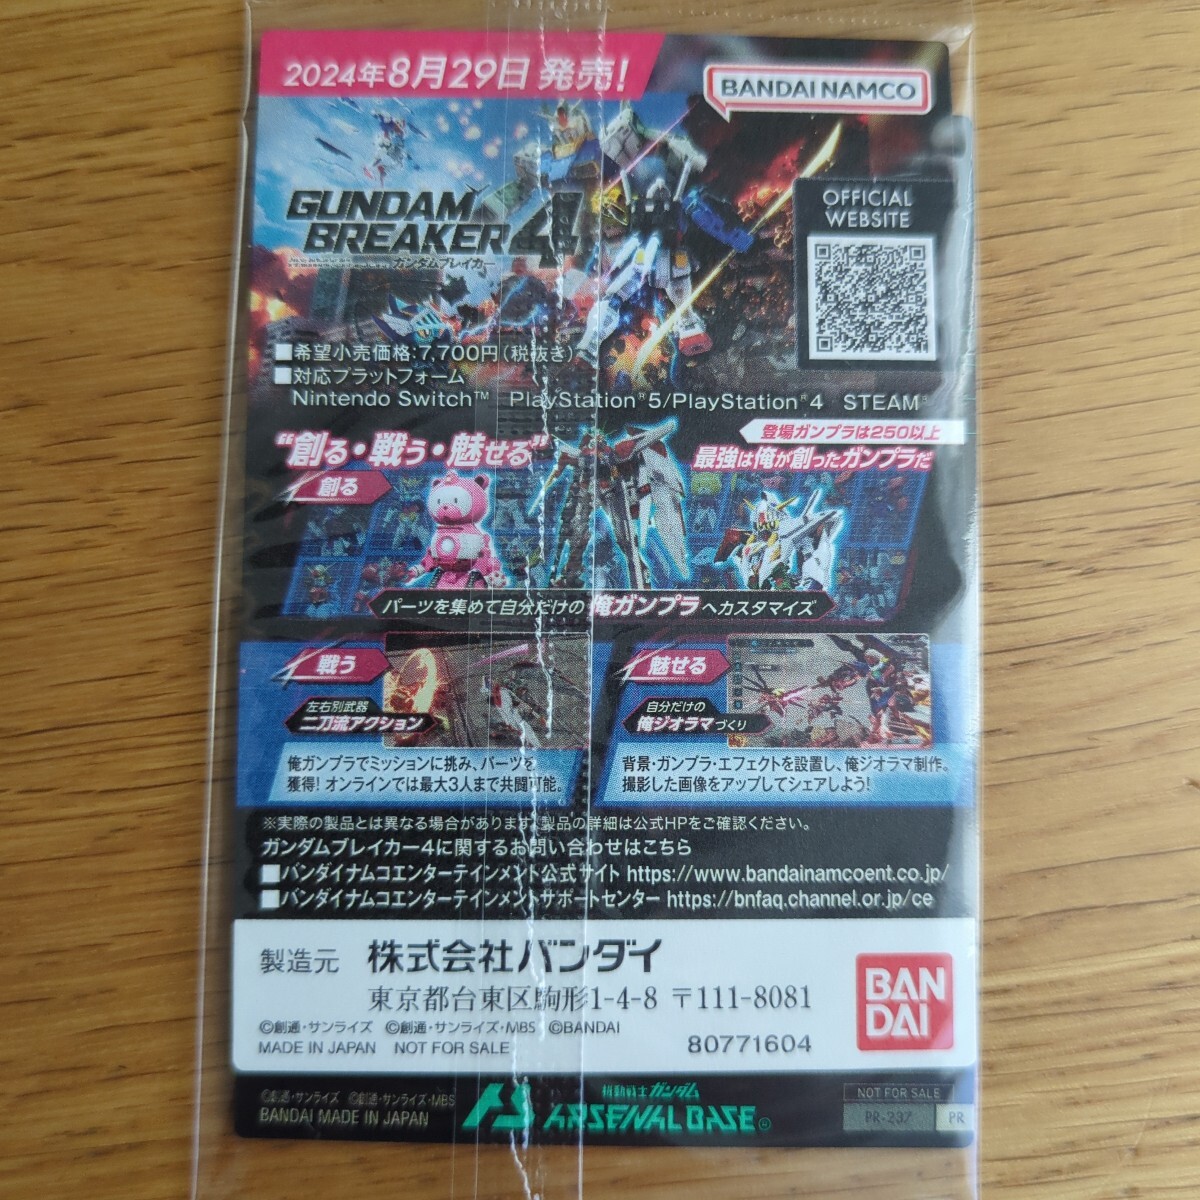 2024年8月29日 発売!
BANDAI NAMCO
OFFICIAL
WEBSITE
GUNDAM
BREAKER 4
ガンダムブレイカー
■希望小売価格:7,700円(税抜き)
■対応プラットフォーム
Nintendo Switch™ PlayStation®5/PlayStation®4 STEAM®
登場ガンプラは250以上
“創る・戦う・魅せる”
最強は俺が創ったガンプラだ
創る
パーツを集めて自分だけの俺ガンプラへカスタマイズ
戦う
左右別武器
二刀流アクション
俺ガンプラでミッションに挑み、パーツを
獲得! オンラインでは最大3人まで共闘可能。
魅せる
自分だけの
俺ジオラマづくり
背景・ガンプラ・エフェクトを設置し、俺ジオラマ制作。
撮影した画像をアップしてシェアしよう!
※実際の製品とは異なる場合があります。製品の詳細は公式HPをご確認ください。
ガンダムブレイカー4に関するお問い合わせはこちら
■バンダイナムコエンターテインメント公式サイト https://www.bandainamcoent.co.jp/
■バンダイナムコエンターテインメントサポートセンター https://bnfaq.channel.or.jp/ce
製造元 株式会社バンダイ
東京都台東区駒形1-4-8 〒111-8081
©創通・サンライズ ©創通・サンライズ・MBS ©BANDAI
MADE IN JAPAN NOT FOR SALE
80771604
BAN
DAI
©創通・サンライズ ©創通・サンライズ・MBS
BANDAI MADE IN JAPAN
機動戦士ガンダム
ARSENAL BASE®
NOT FOR SALE
PR-237 PR